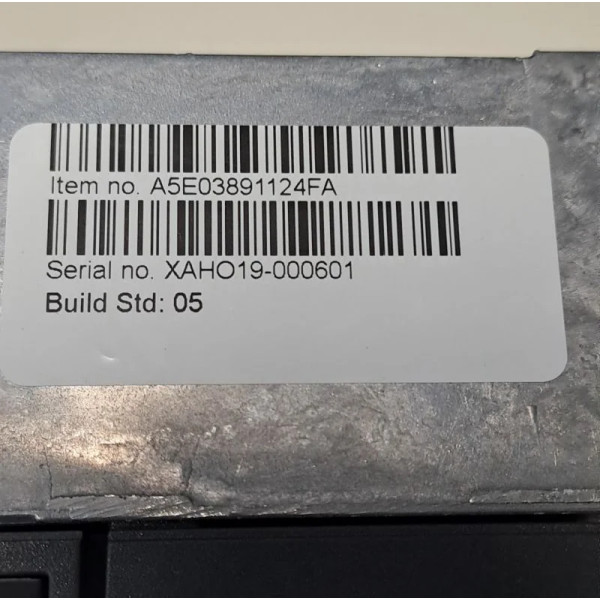 Item no. A5E03891124FA
Serial no. XAHO19-000601
Build Std: 05